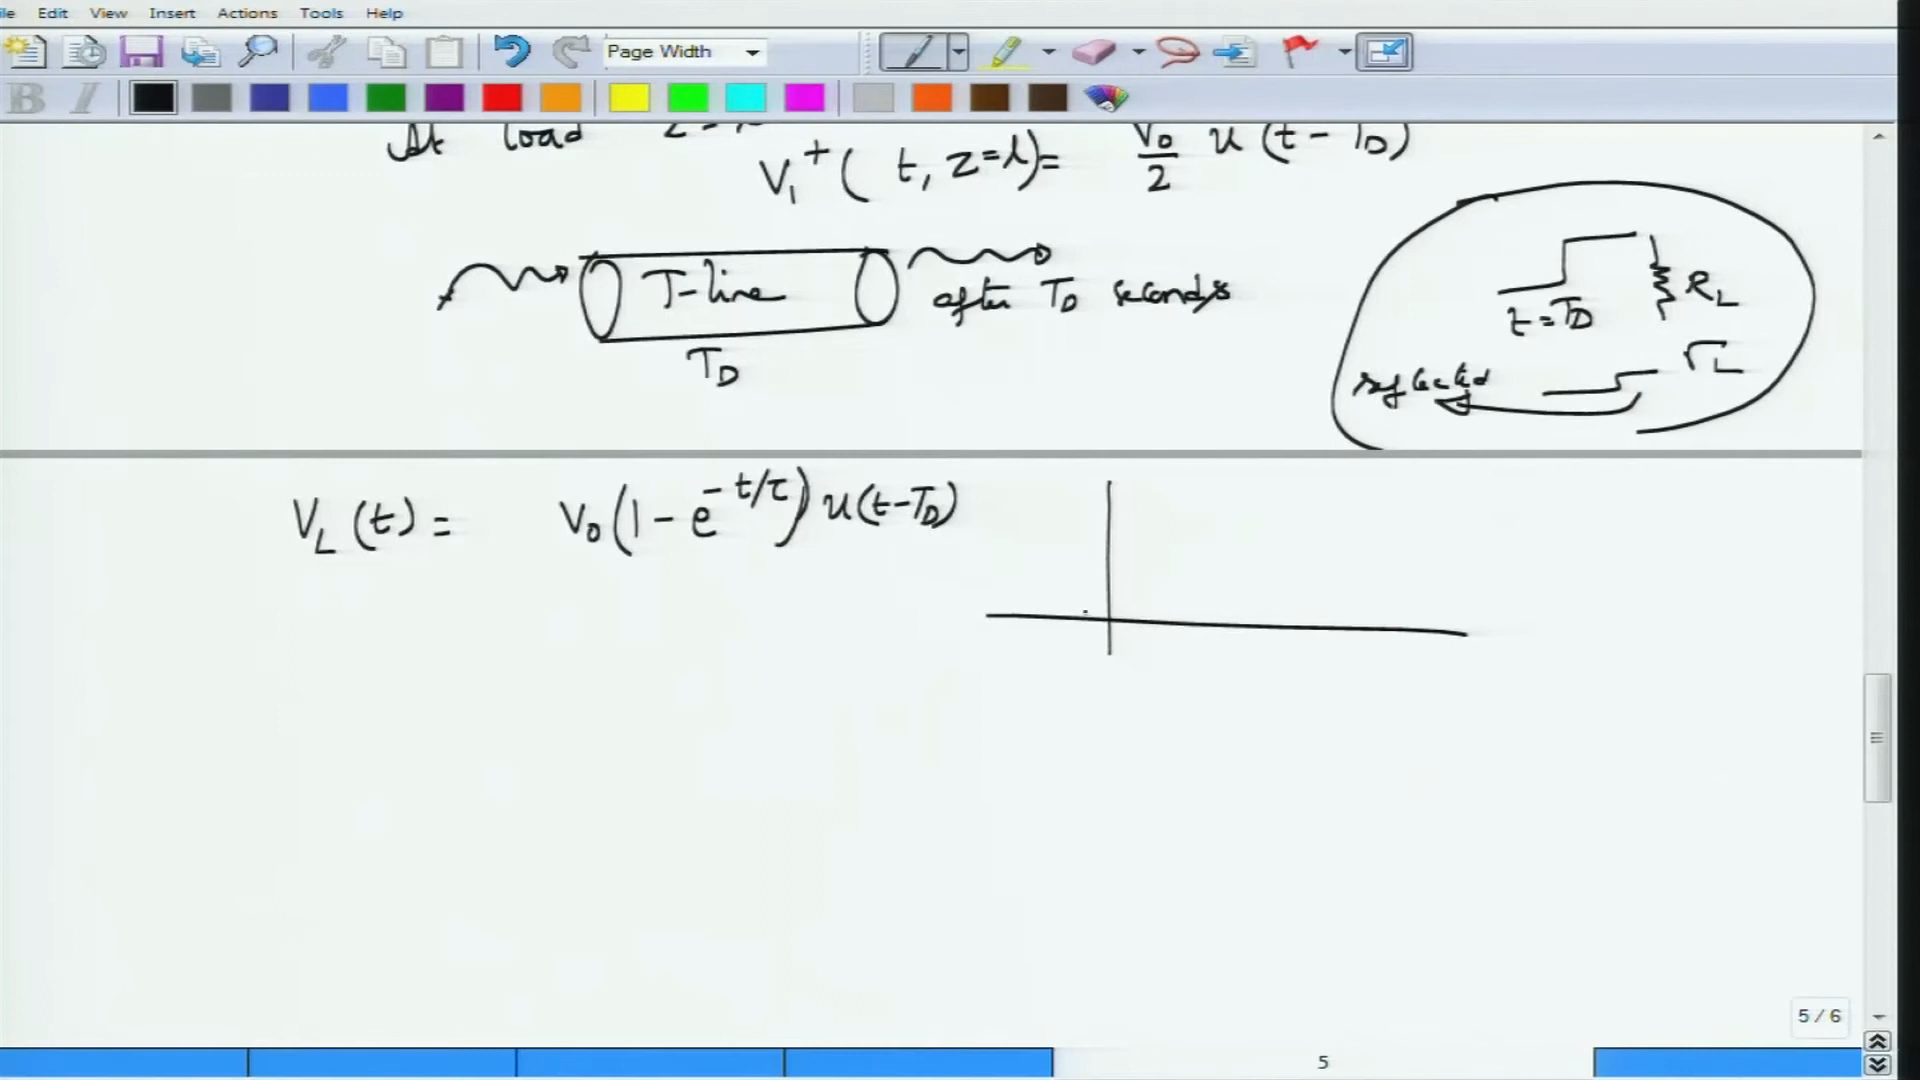 File Edit View Insert Actions Tools Help
Page Width
B I
At load
V₁⁺( t, z=l)= V₀/2 u (t - T_D)
T-line
after T_D seconds
T_D
R_L
t = T_D
Γ_L
reflected
V_L (t) = V₀(1 - e^{-t/τ}) u(t-T_D)
5 / 6
5